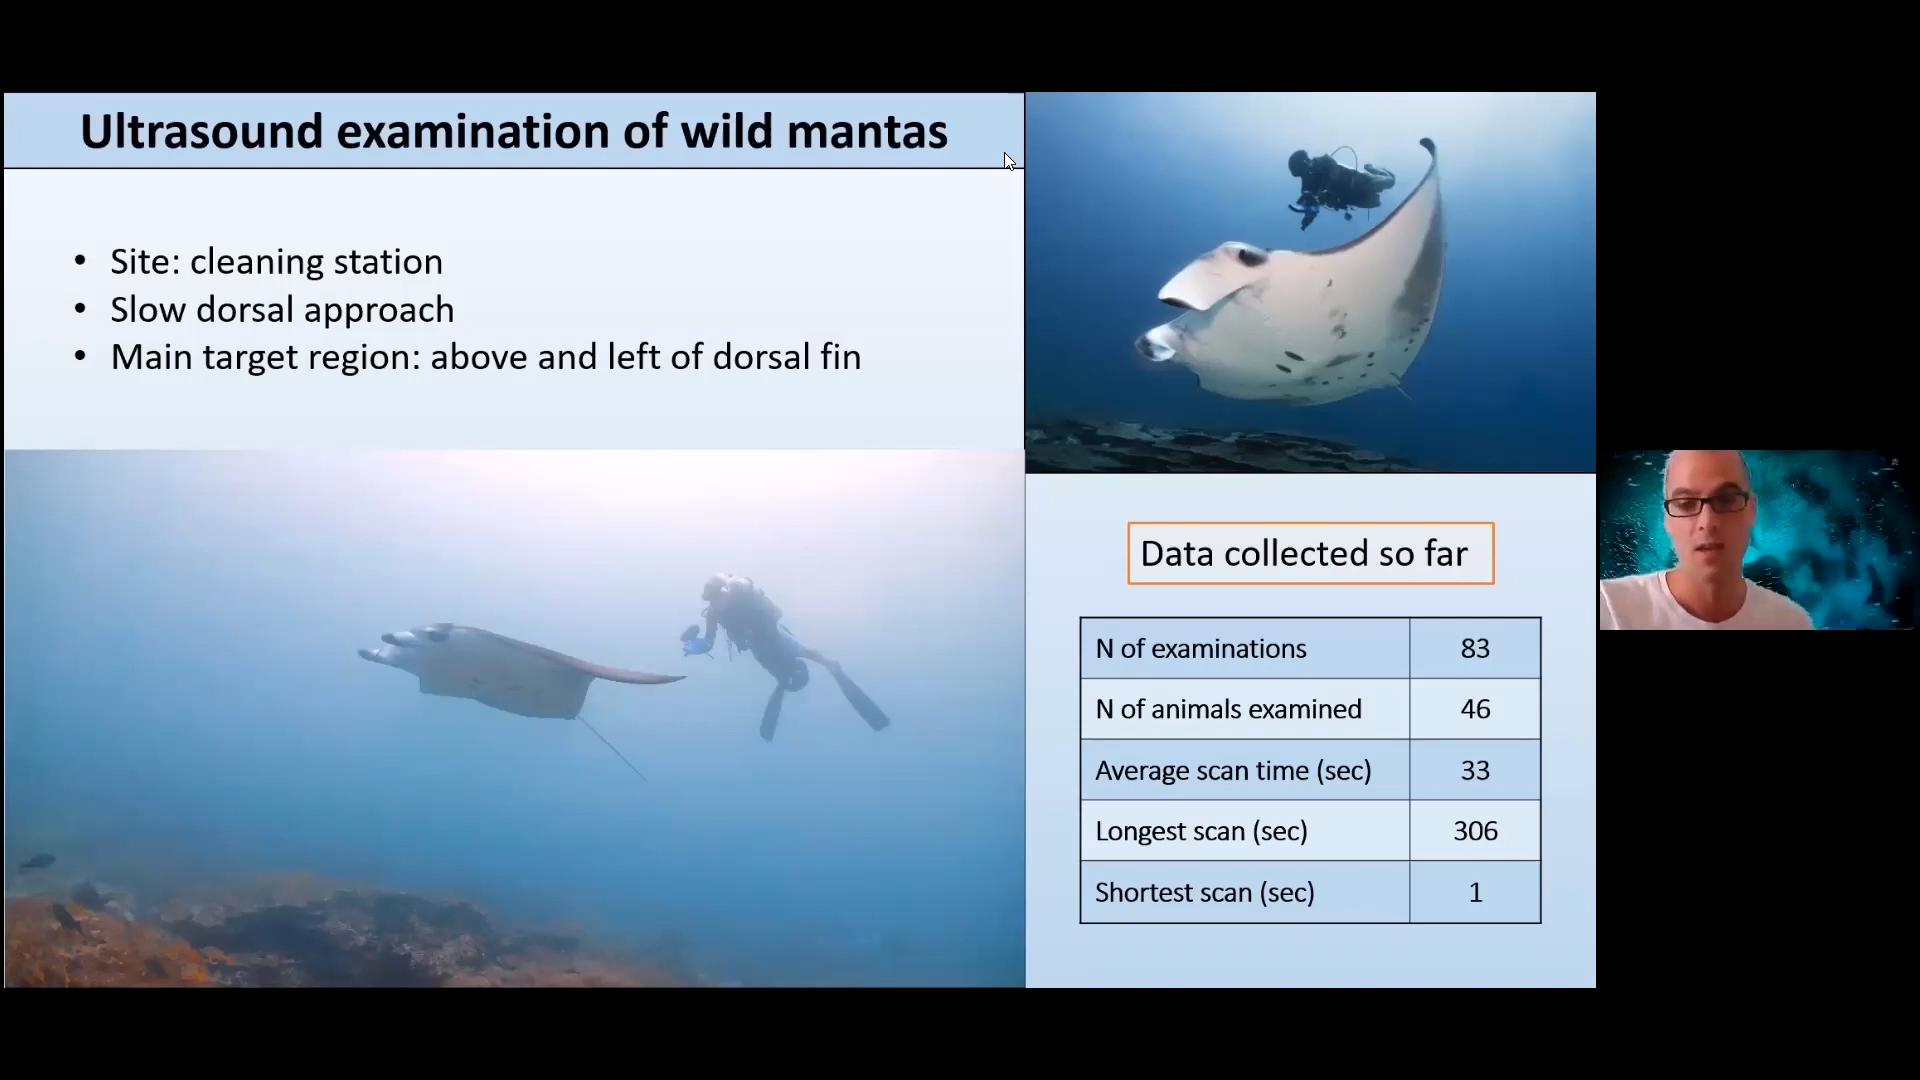 Ultrasound examination of wild mantas
• Site: cleaning station
• Slow dorsal approach
• Main target region: above and left of dorsal fin
Data collected so far
N of examinations 83
N of animals examined 46
Average scan time (sec) 33
Longest scan (sec) 306
Shortest scan (sec) 1